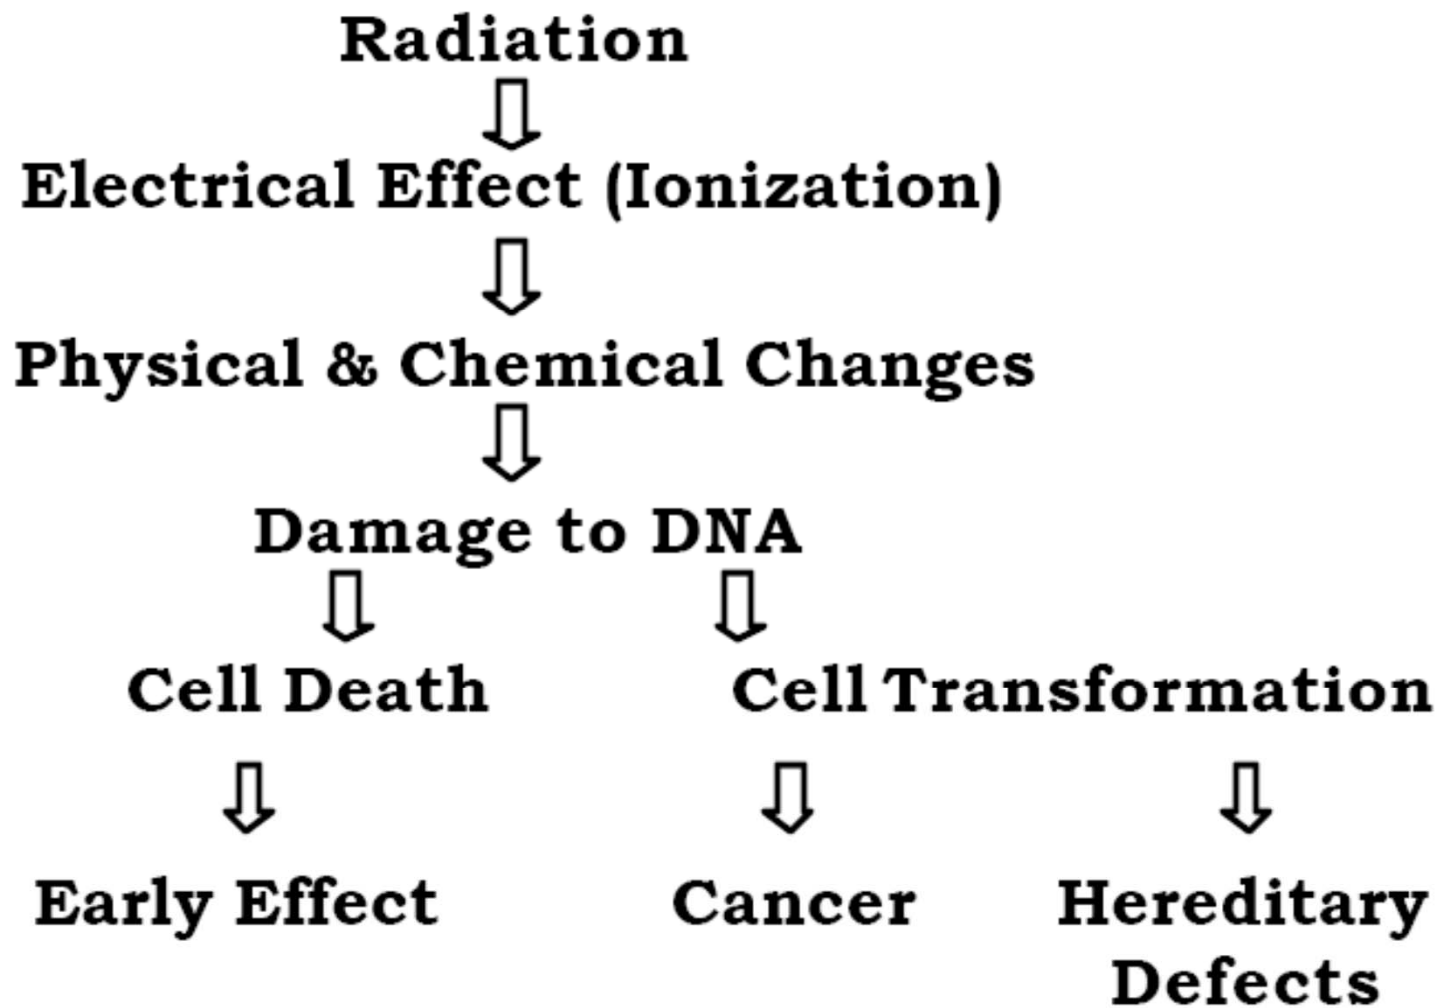 Radiation
Electrical Effect (Ionization)
Physical & Chemical Changes
Damage to DNA
Cell Death
Cell Transformation
Early Effect
Cancer
Hereditary
Defects